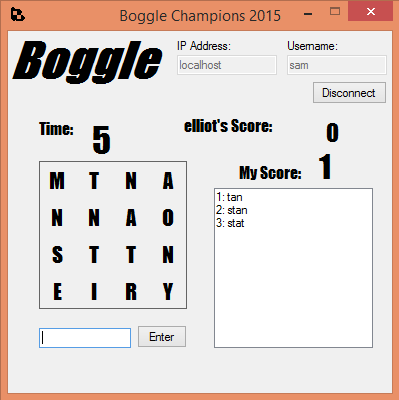 Boggle Champions 2015
Boggle
IP Address: Username:
localhost sam
Disconnect
Time: 5
elliot's Score: 0
My Score: 1
M T N A
N N A O
S T T N
E I R Y
1: tan
2: stan
3: stat
Enter